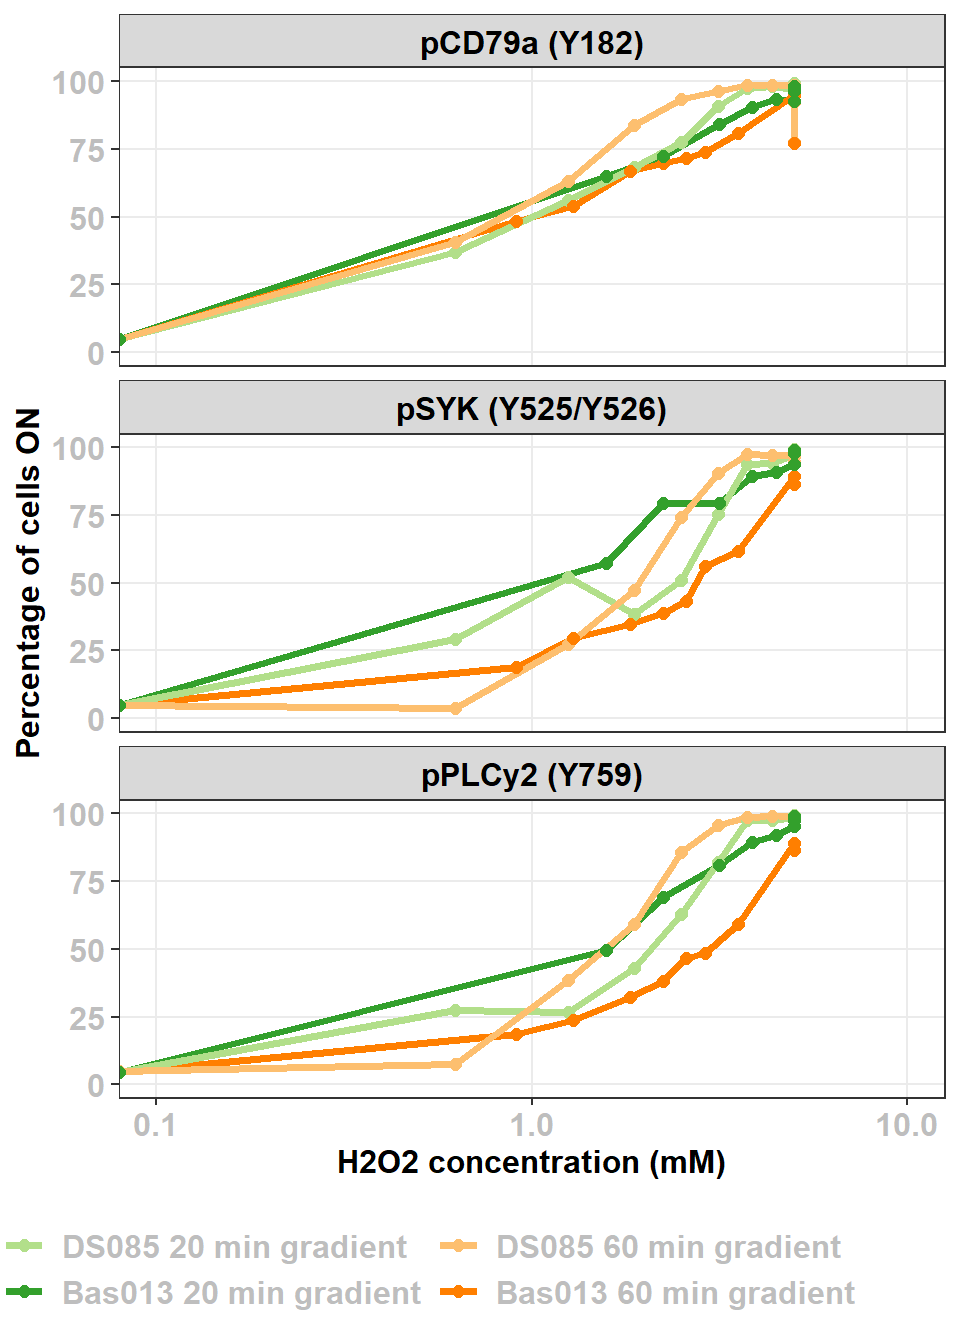 pCD79a (Y182)
100
75
50
25
0
pSYK (Y525/Y526)
100
75
50
25
0
Percentage of cells ON
pPLCy2 (Y759)
100
75
50
25
0
0.1 1.0 10.0
H2O2 concentration (mM)
DS085 20 min gradient DS085 60 min gradient
Bas013 20 min gradient Bas013 60 min gradient